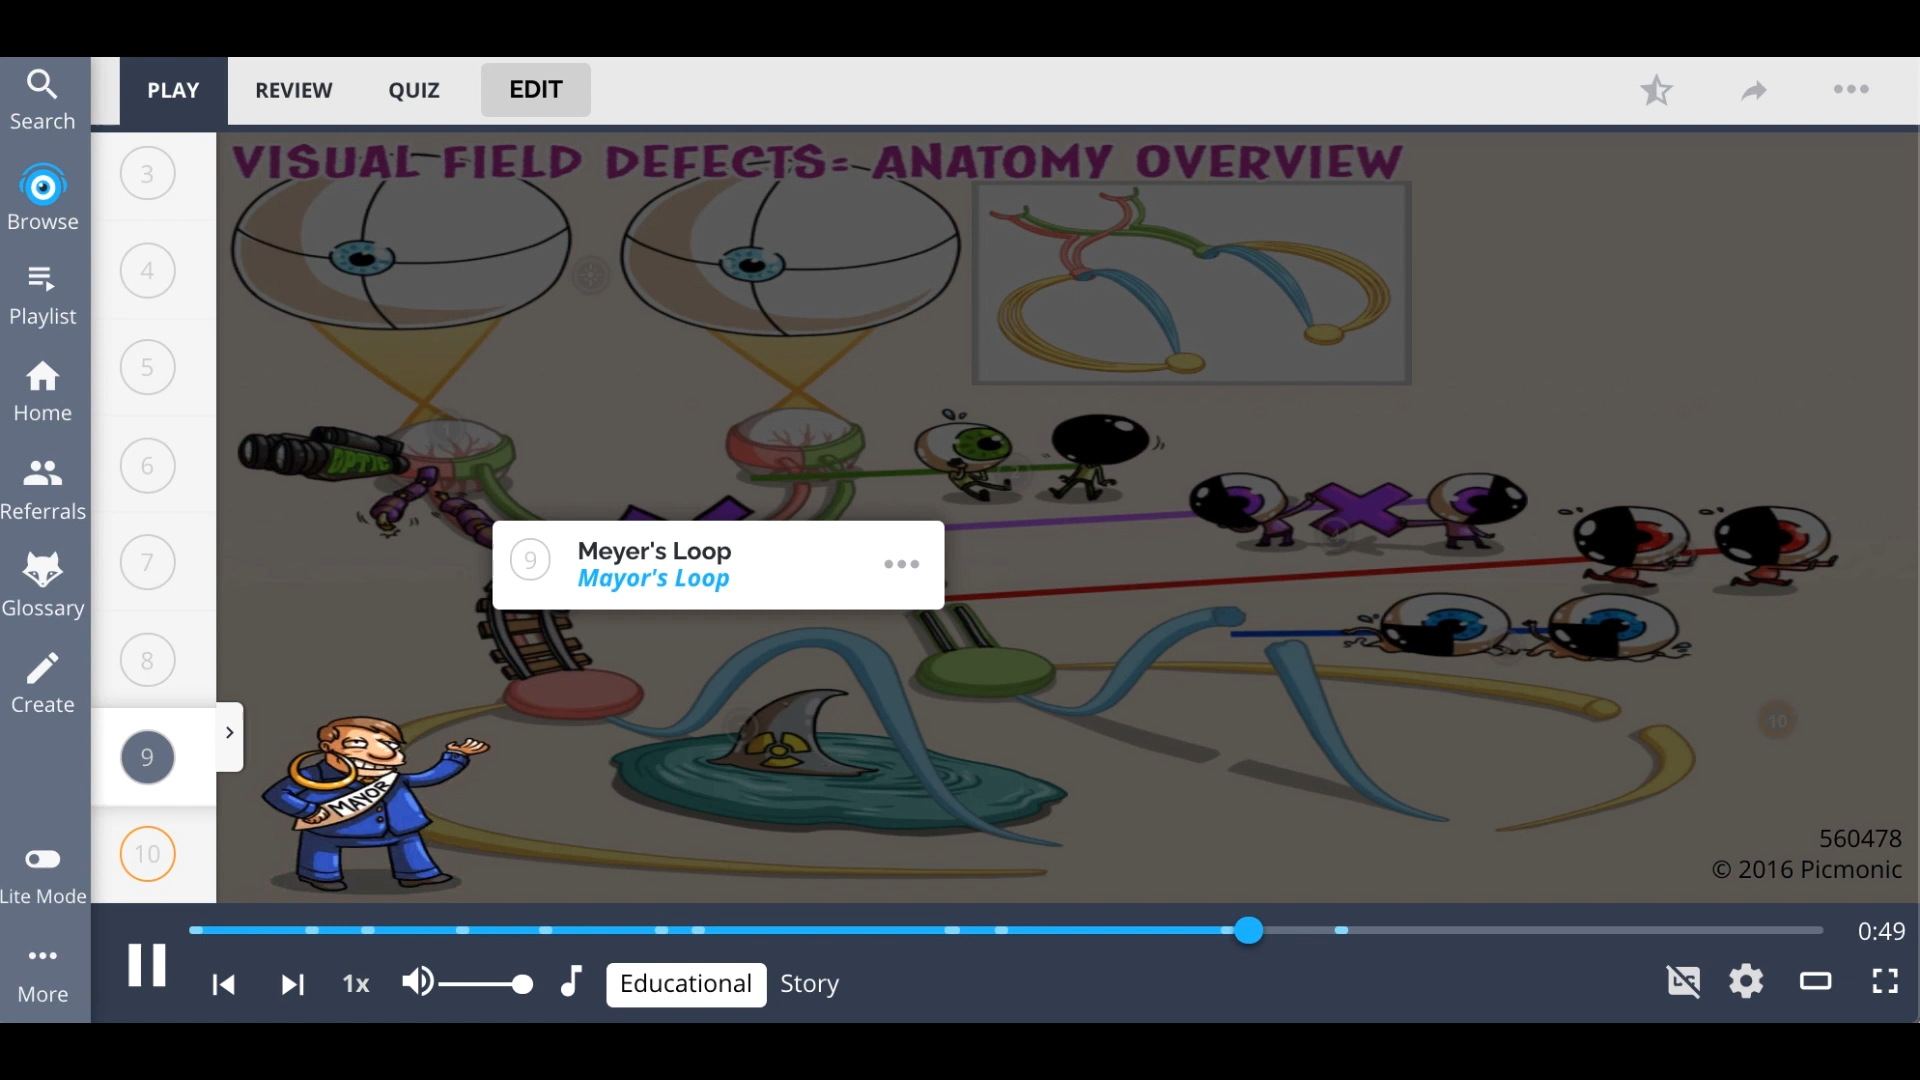 PLAY
REVIEW
QUIZ
EDIT
Search
Browse
Playlist
Home
Referrals
Glossary
Create
Lite Mode
More
3
4
5
6
7
8
9
10
VISUAL FIELD DEFECTS: ANATOMY OVERVIEW
OPTIC
9
Meyer's Loop
Mayor's Loop
MAYOR
10
560478
© 2016 Picmonic
0:49
1x
Educational
Story